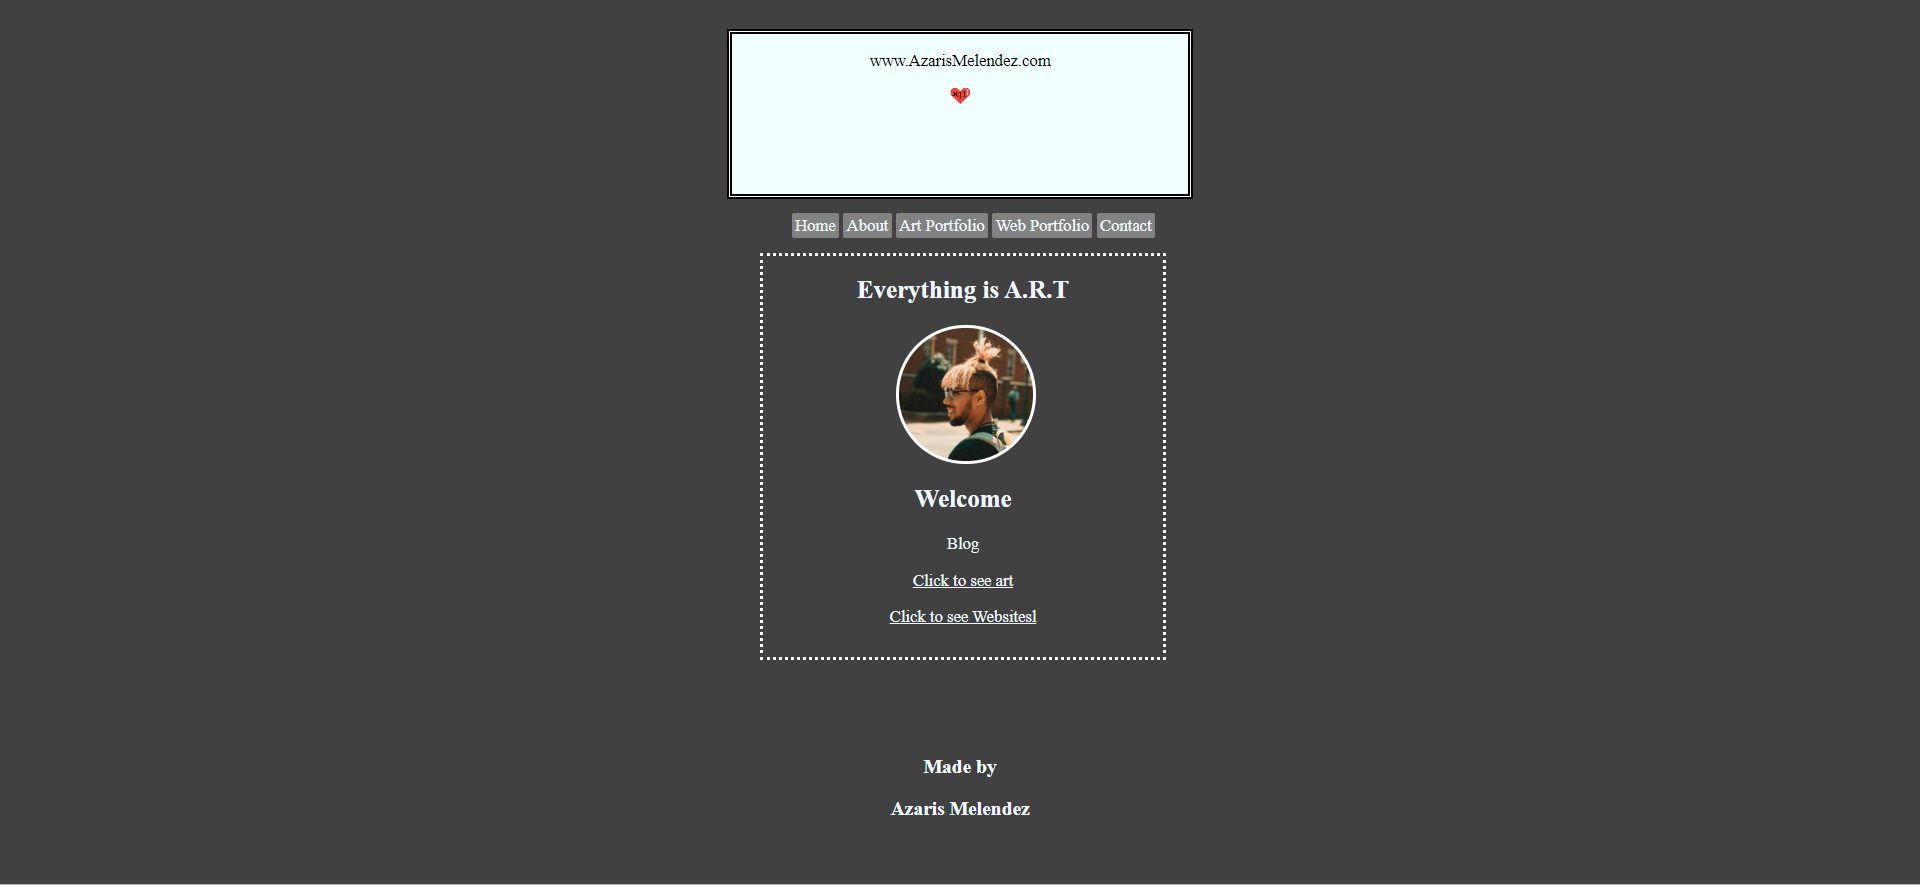 www.AzarisMelendez.com
Home About Art Portfolio Web Portfolio Contact
Everything is A.R.T
Welcome
Blog
Click to see art
Click to see Websitesl
Made by
Azaris Melendez